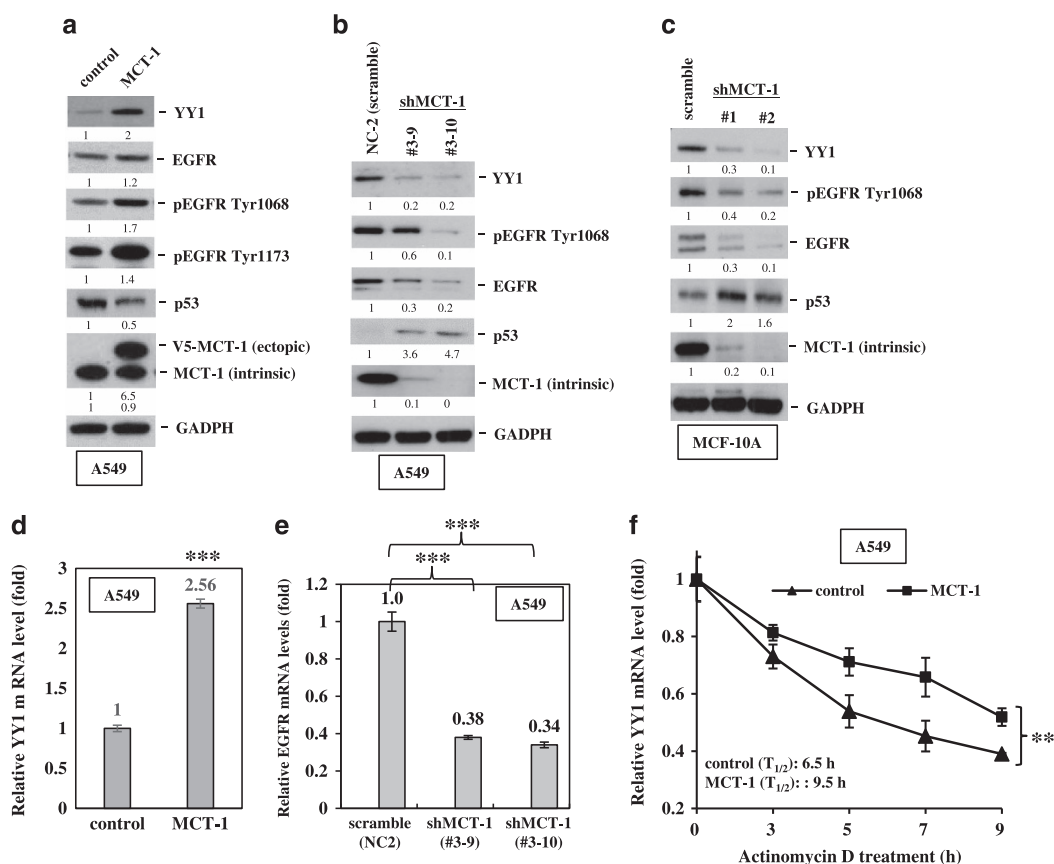 a
control
MCT-1
YY1
1 2
EGFR
1 1.2
pEGFR Tyr1068
1 1.7
pEGFR Tyr1173
1 1.4
p53
1 0.5
V5-MCT-1 (ectopic)
MCT-1 (intrinsic)
1 6.5
1 0.9
GADPH
A549
b
NC-2 (scramble)
shMCT-1
#3-9
#3-10
YY1
1 0.2 0.2
pEGFR Tyr1068
1 0.6 0.1
EGFR
1 0.3 0.2
p53
1 3.6 4.7
MCT-1 (intrinsic)
1 0.1 0
GADPH
A549
c
scramble
shMCT-1
#1 #2
YY1
1 0.3 0.1
pEGFR Tyr1068
1 0.4 0.2
EGFR
1 0.3 0.1
p53
1 2 1.6
MCT-1 (intrinsic)
1 0.2 0.1
GADPH
MCF-10A
d
Relative YY1 m RNA level (fold)
3
2.5
2
1.5
1
0.5
0
A549
***
2.56
1
control MCT-1
e
Relative EGFR mRNA levels (fold)
1.2
1
0.8
0.6
0.4
0.2
0
***
***
A549
1.0
0.38
0.34
scramble shMCT-1 shMCT-1
(NC2) (#3-9) (#3-10)
f
A549
control MCT-1
Relative YY1 mRNA level (fold)
1
0.8
0.6
0.4
0.2
**
control (T1/2): 6.5 h
MCT-1 (T1/2): : 9.5 h
0 3 5 7 9
Actinomycin D treatment (h)